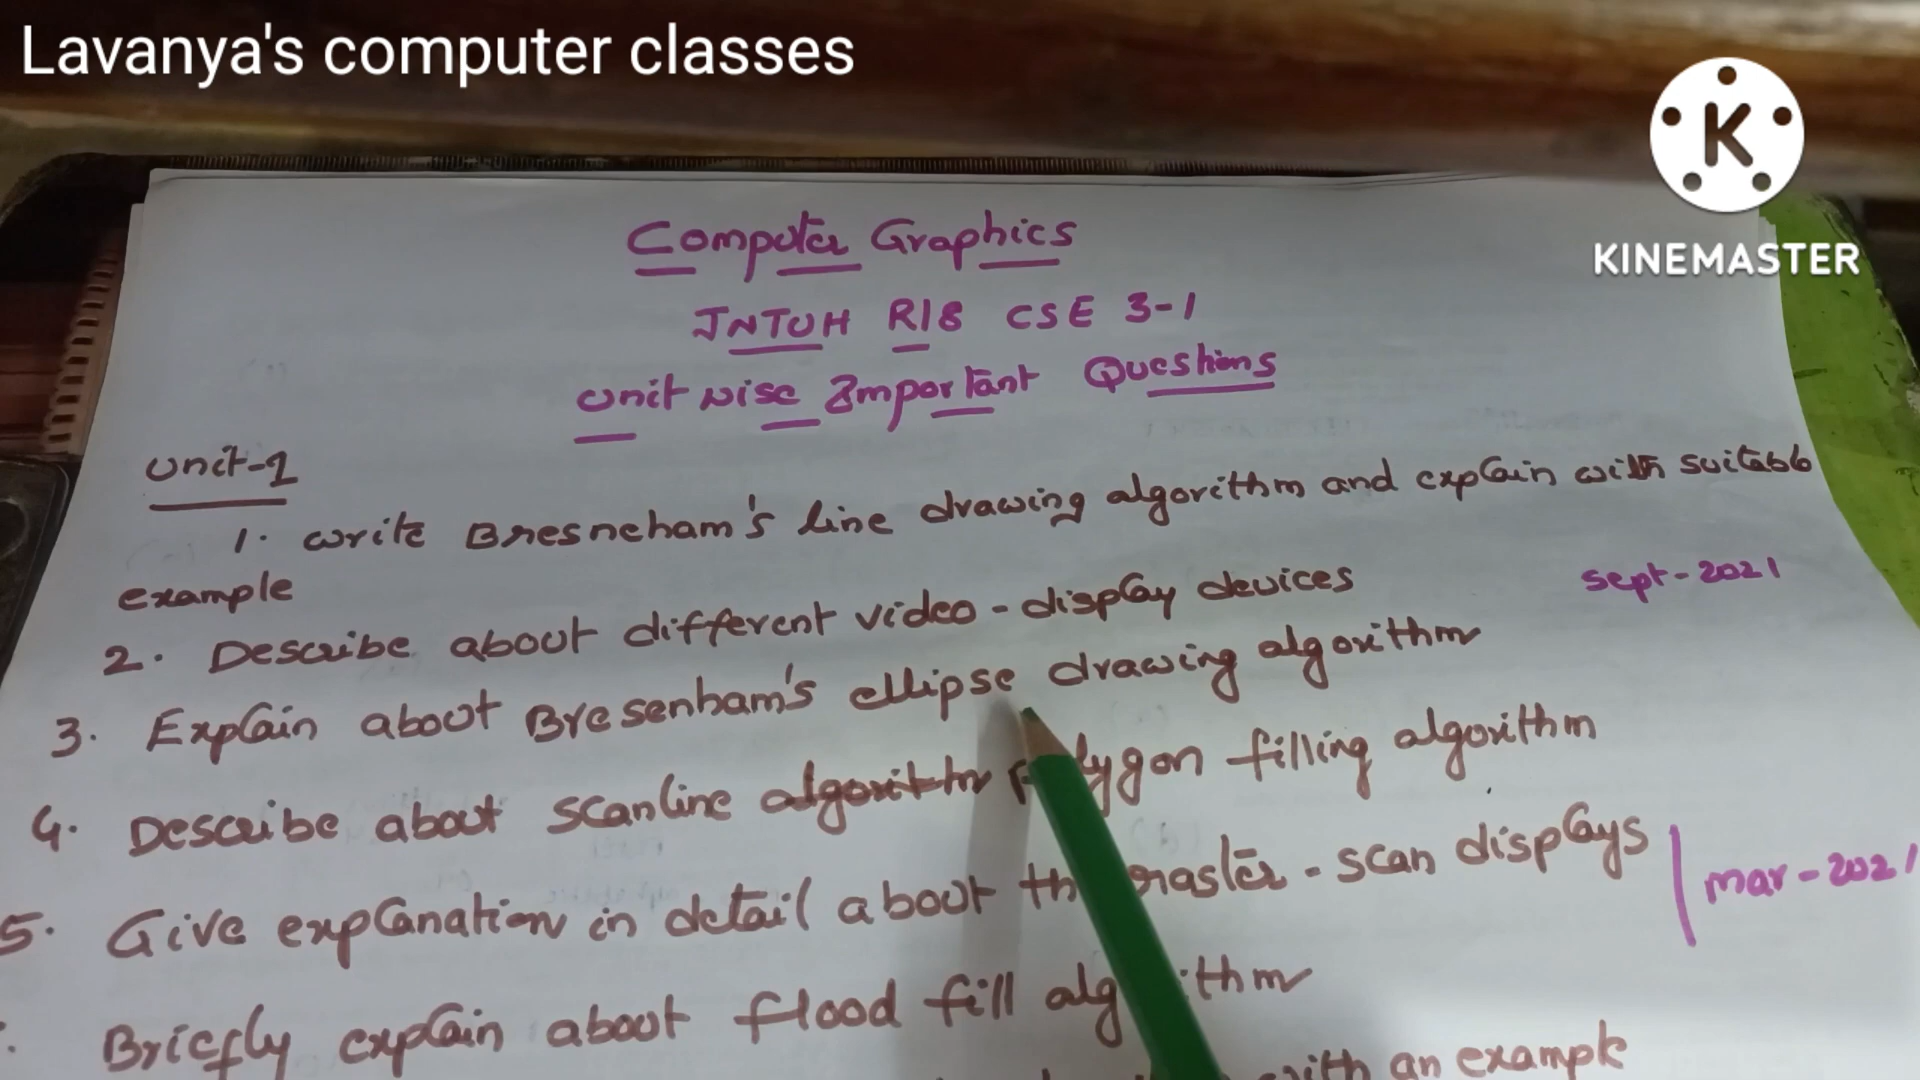 Lavanya's computer classes
K
KINEMASTER
Computer Graphics
JNTUH R18 CSE 3-1
Unit wise Important Questions
Unit-1
1. write Bresneham's line drawing algorithm and explain with suitable
example
2. Describe about different video-display devices
sept-2021
3. Explain about Bresenham's ellipse drawing algorithm
4. Describe about scanline algorithm polygon filling algorithm
5. Give explanation in detail about the raster-scan displays
mar-2021
Briefly explain about flood fill algorithm
with an example